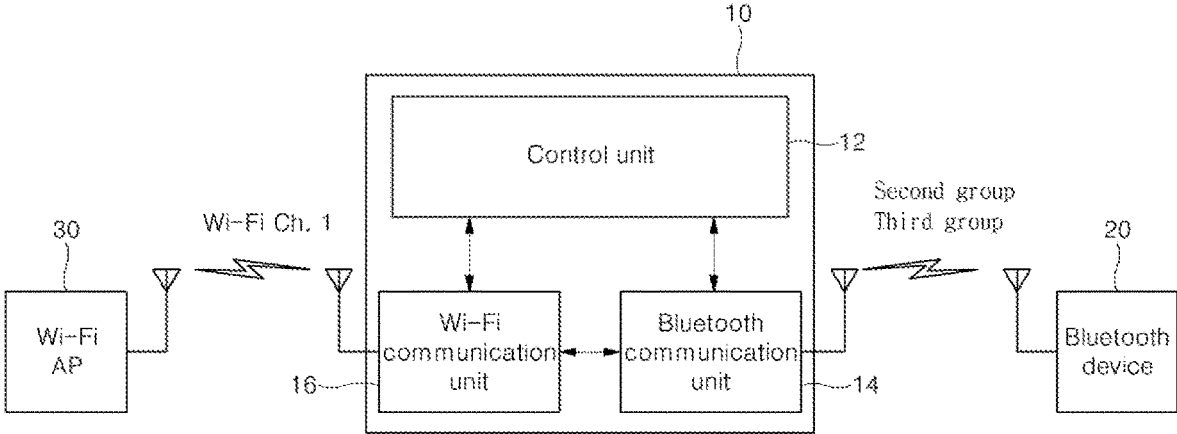 10
Control unit
12
Second group
Third group
Wi-Fi Ch. 1
30
20
Wi-Fi
AP
Wi-Fi
communication
unit
Bluetooth
communication
unit
Bluetooth
device
16
14